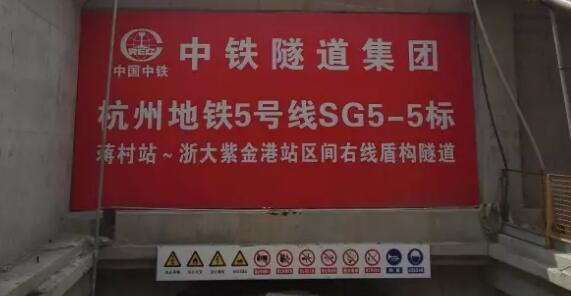 CREC
中国中铁
中铁隧道集团
杭州地铁5号线SG5-5标
蒋村站~浙大紫金港站区间右线盾构隧道